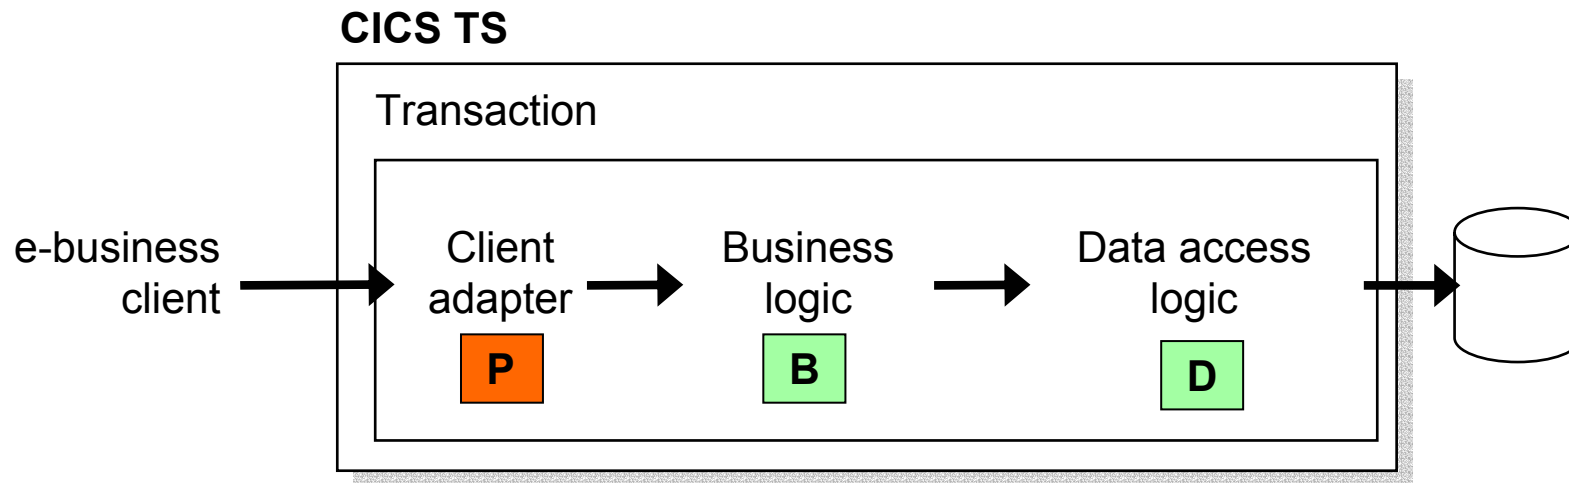 CICS TS
Transaction
e-business
client
Client
adapter
P
Business
logic
B
Data access
logic
D